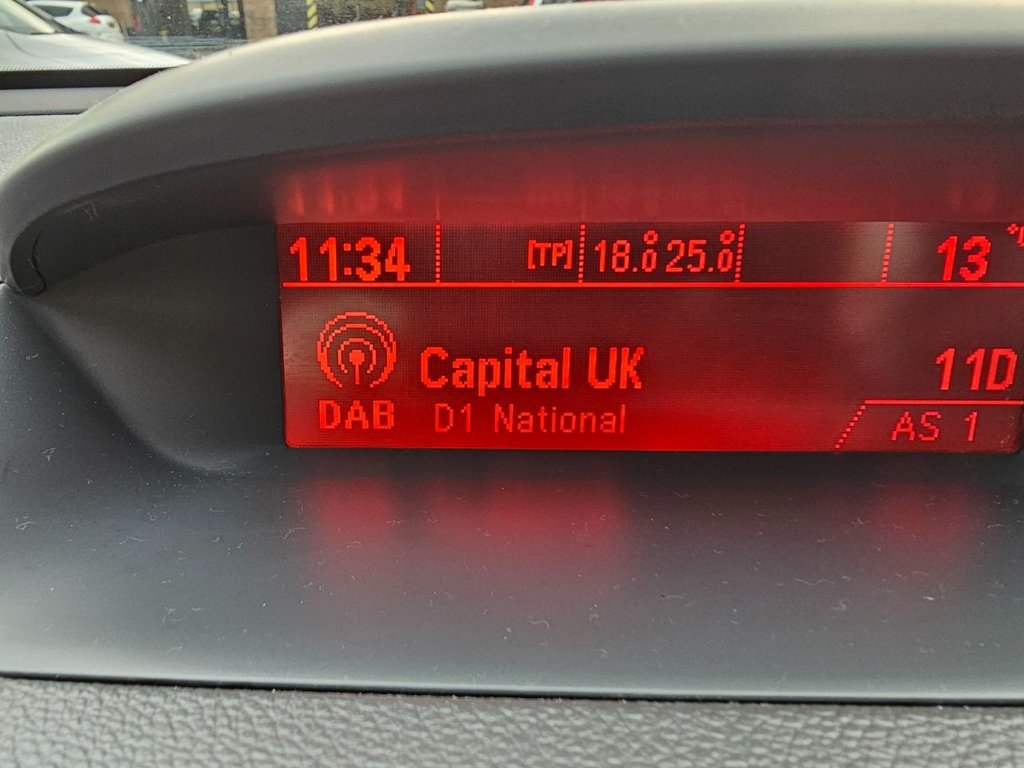 11:34 [TP] 18.0° 25.0° 13
Capital UK 11D
DAB D1 National AS 1